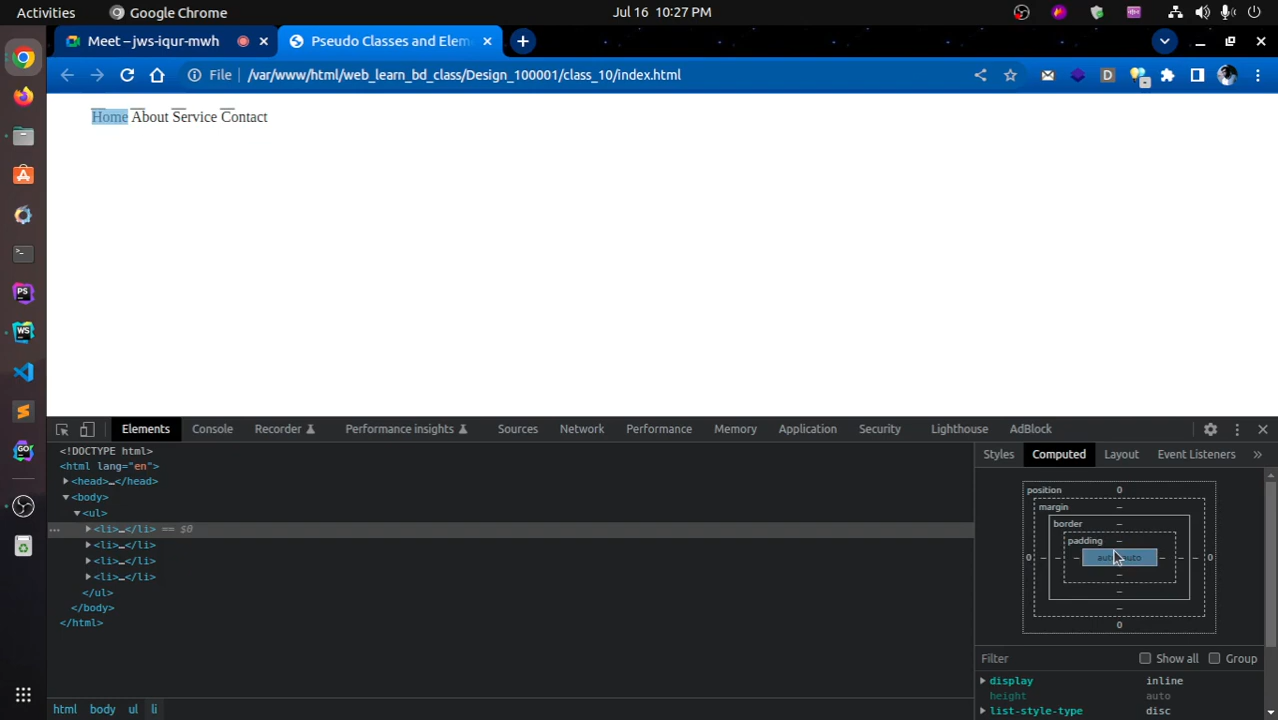 Activities
Google Chrome
Jul 16 10:27 PM
Meet – jws-iqur-mwh
Pseudo Classes and Elem
File
/var/www/html/web_learn_bd_class/Design_100001/class_10/index.html
Home About Service Contact
Elements
Console
Recorder
Performance insights
Sources
Network
Performance
Memory
Application
Security
Lighthouse
AdBlock
<!DOCTYPE html>
<html lang="en">
<head>…</head>
<body>
<ul>
… <li>…</li> == $0
<li>…</li>
<li>…</li>
<li>…</li>
</ul>
</body>
</html>
html body ul li
Styles
Computed
Layout
Event Listeners
»
position 0
margin –
border –
padding –
0 – – – – – – 0
–
–
–
0
Filter
Show all
Group
display inline
height auto
list-style-type disc
PS
WS
GO
D